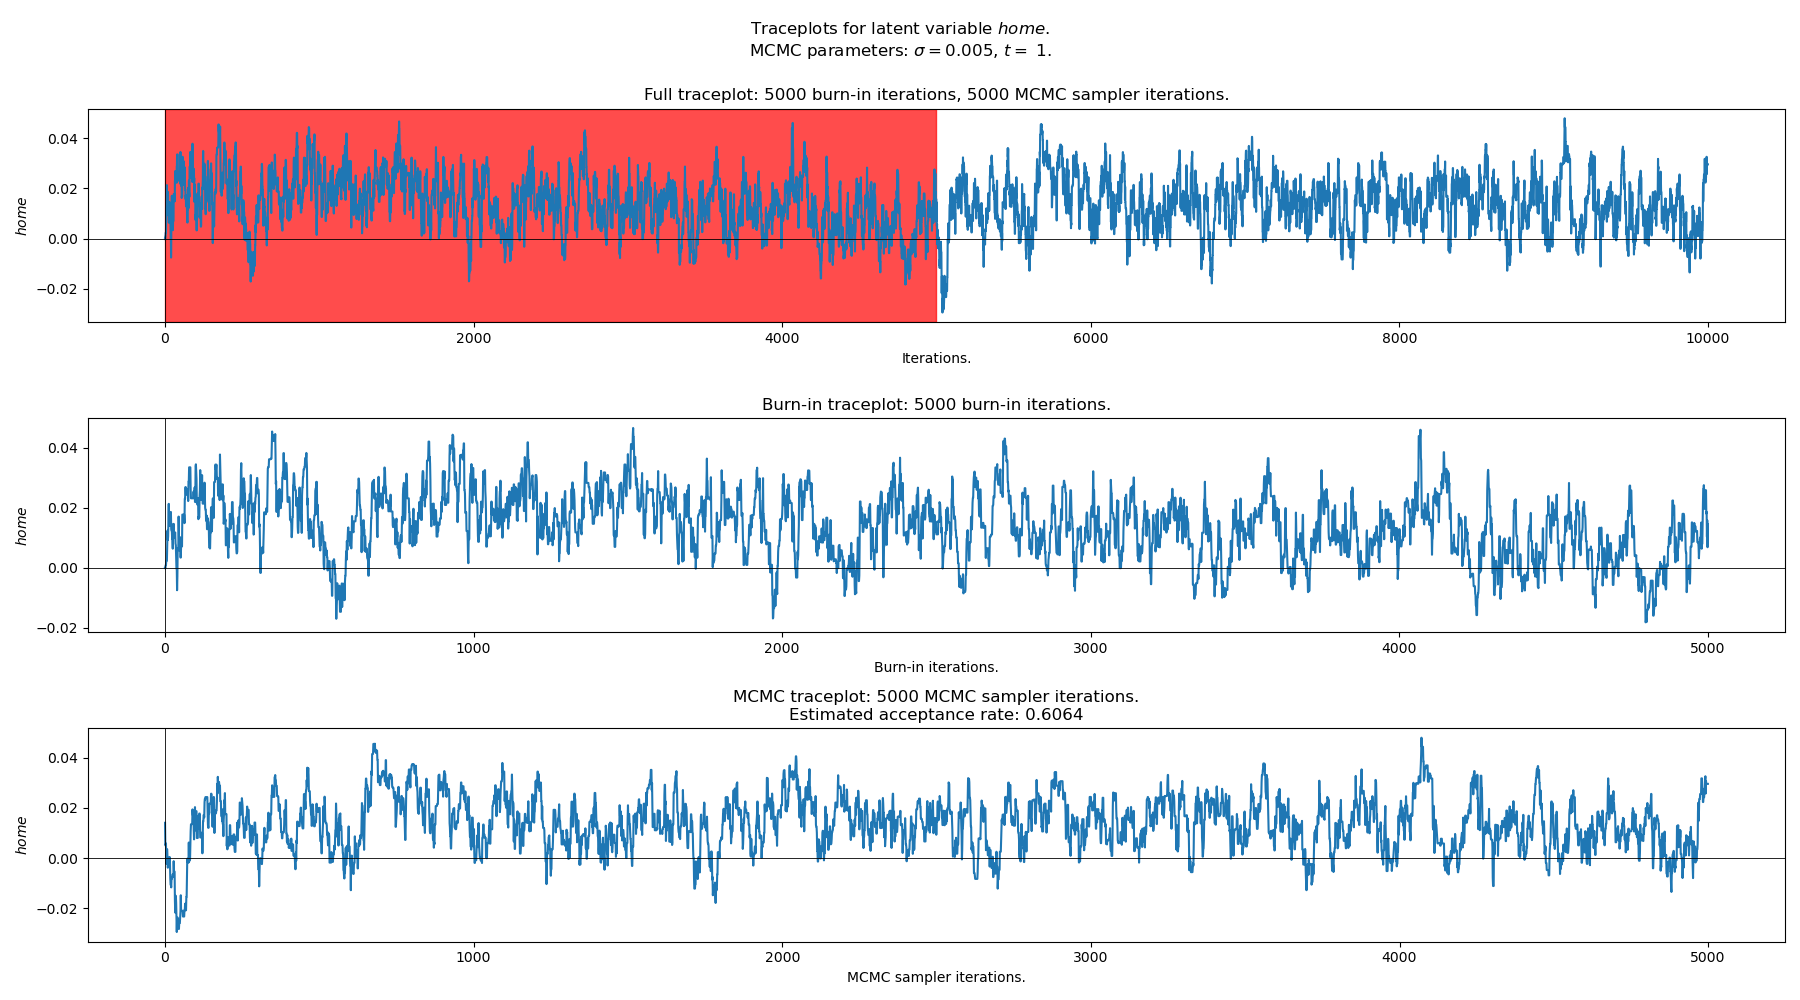 Traceplots for latent variable home.
MCMC parameters: σ = 0.005, t = 1.
Full traceplot: 5000 burn-in iterations, 5000 MCMC sampler iterations.
0.04
0.02
0.00
−0.02
home
0 2000 4000 6000 8000 10000
Iterations.
Burn-in traceplot: 5000 burn-in iterations.
0.04
0.02
0.00
−0.02
home
0 1000 2000 3000 4000 5000
Burn-in iterations.
MCMC traceplot: 5000 MCMC sampler iterations.
Estimated acceptance rate: 0.6064
0.04
0.02
0.00
−0.02
home
0 1000 2000 3000 4000 5000
MCMC sampler iterations.